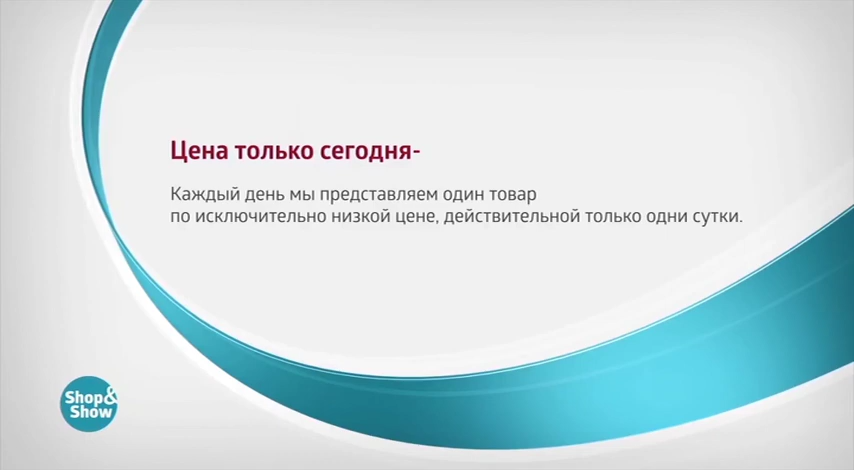 Цена только сегодня-
Каждый день мы представляем один товар
по исключительно низкой цене, действительной только одни сутки.
Shop&
Show